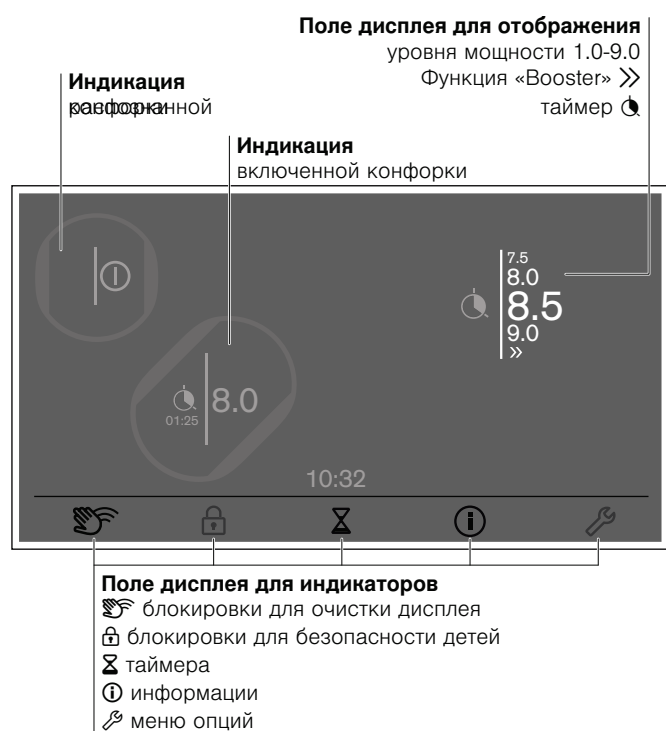 Поле дисплея для отображения
уровня мощности 1.0-9.0
Функция «Booster» »
таймер
Индикация
распознанной
конфорки
Индикация
включенной конфорки
7.5
8.0
8.5
9.0
»
8.0
01:25
10:32
Поле дисплея для индикаторов
блокировки для очистки дисплея
блокировки для безопасности детей
таймера
информации
меню опций